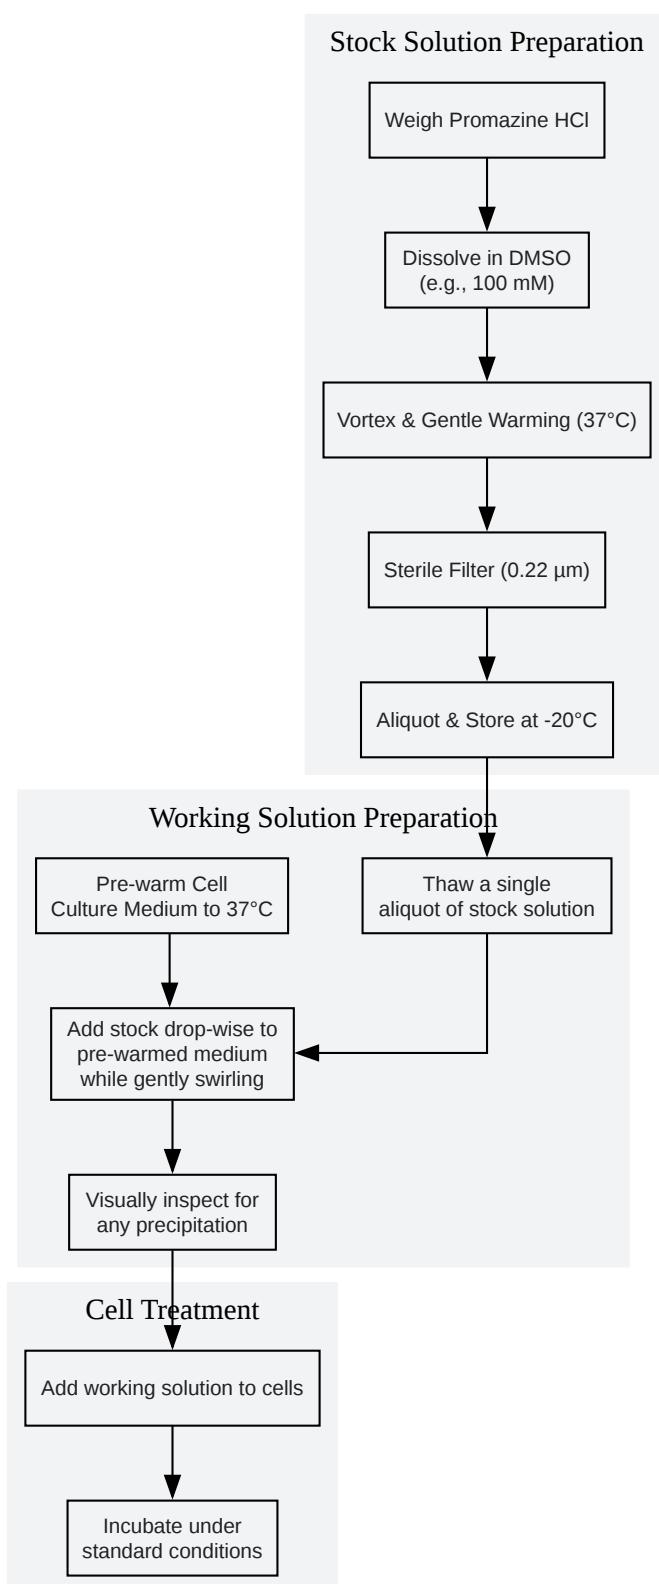 Stock Solution Preparation
Weigh Promazine HCl
Dissolve in DMSO
(e.g., 100 mM)
Vortex & Gentle Warming (37°C)
Sterile Filter (0.22 µm)
Aliquot & Store at -20°C
Working Solution Preparation
Pre-warm Cell
Culture Medium to 37°C
Thaw a single
aliquot of stock solution
Add stock drop-wise to
pre-warmed medium
while gently swirling
Visually inspect for
any precipitation
Cell Treatment
Add working solution to cells
Incubate under
standard conditions